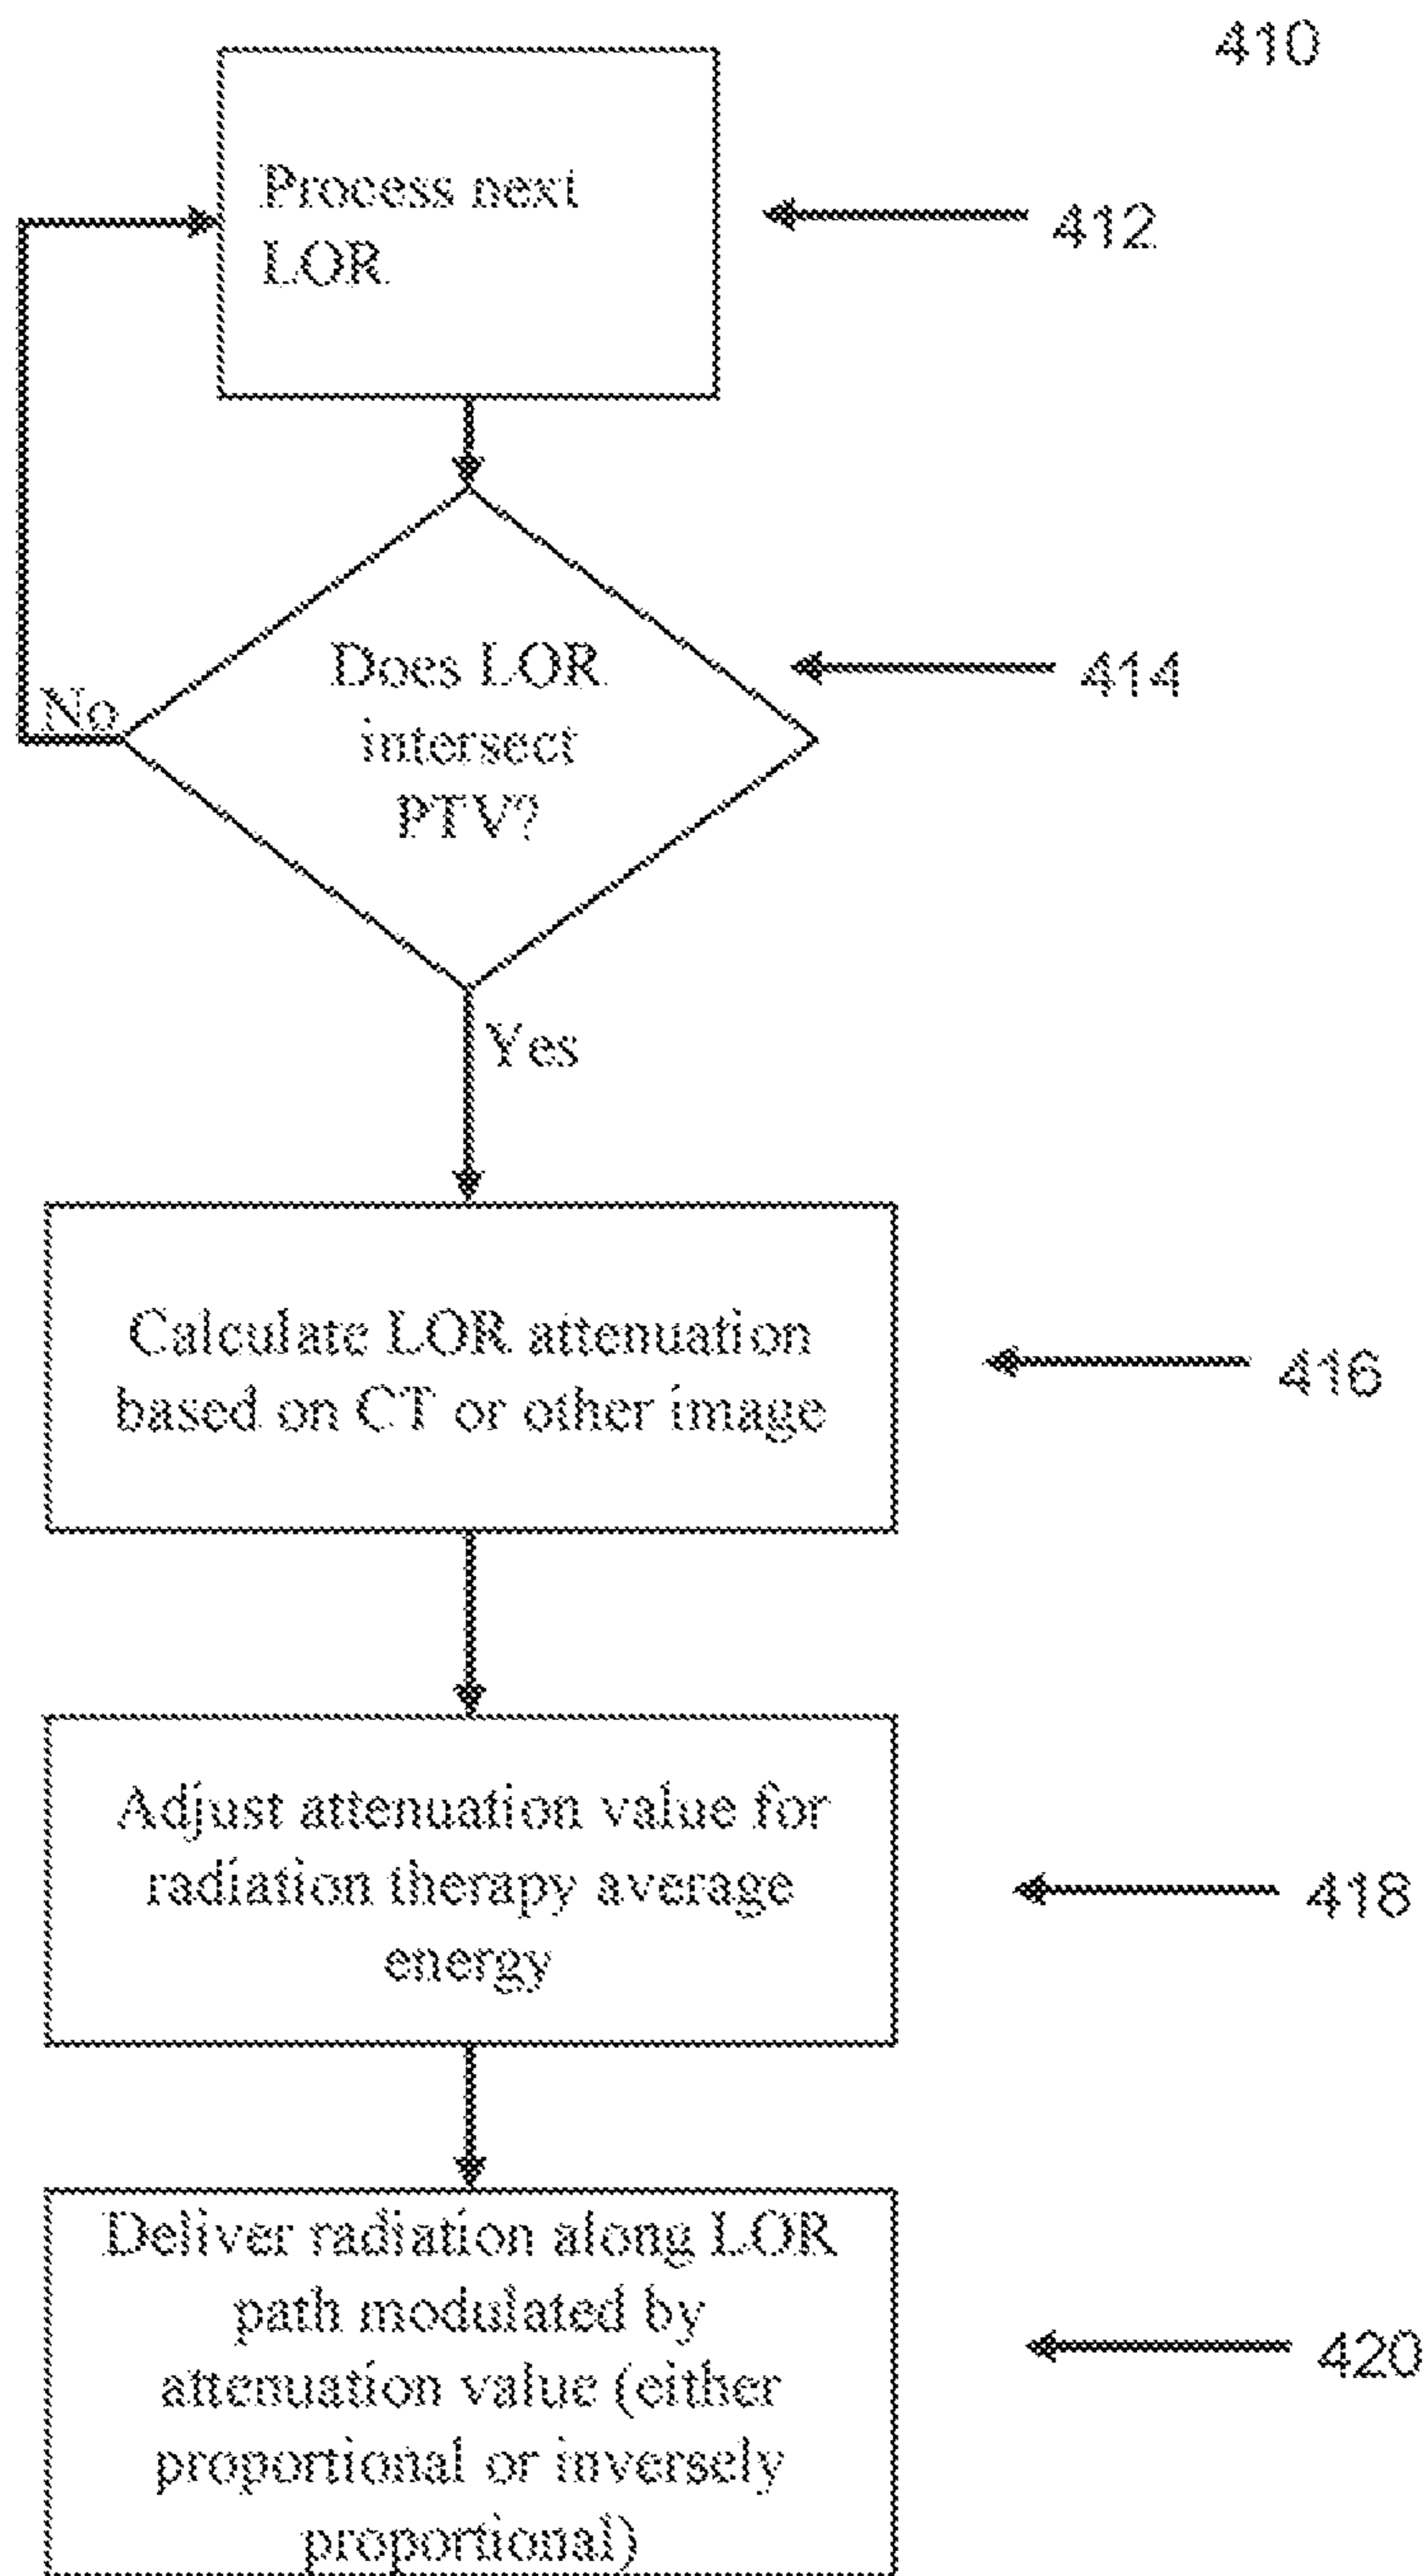 410
Process next
LOR
412
Does LOR
intersect
PTV?
414
No
Yes
Calculate LOR attenuation
based on CT or other image
416
Adjust attenuation value for
radiation therapy average
energy
418
Deliver radiation along LOR
path modulated by
attenuation value (either
proportional or inversely
proportional)
420